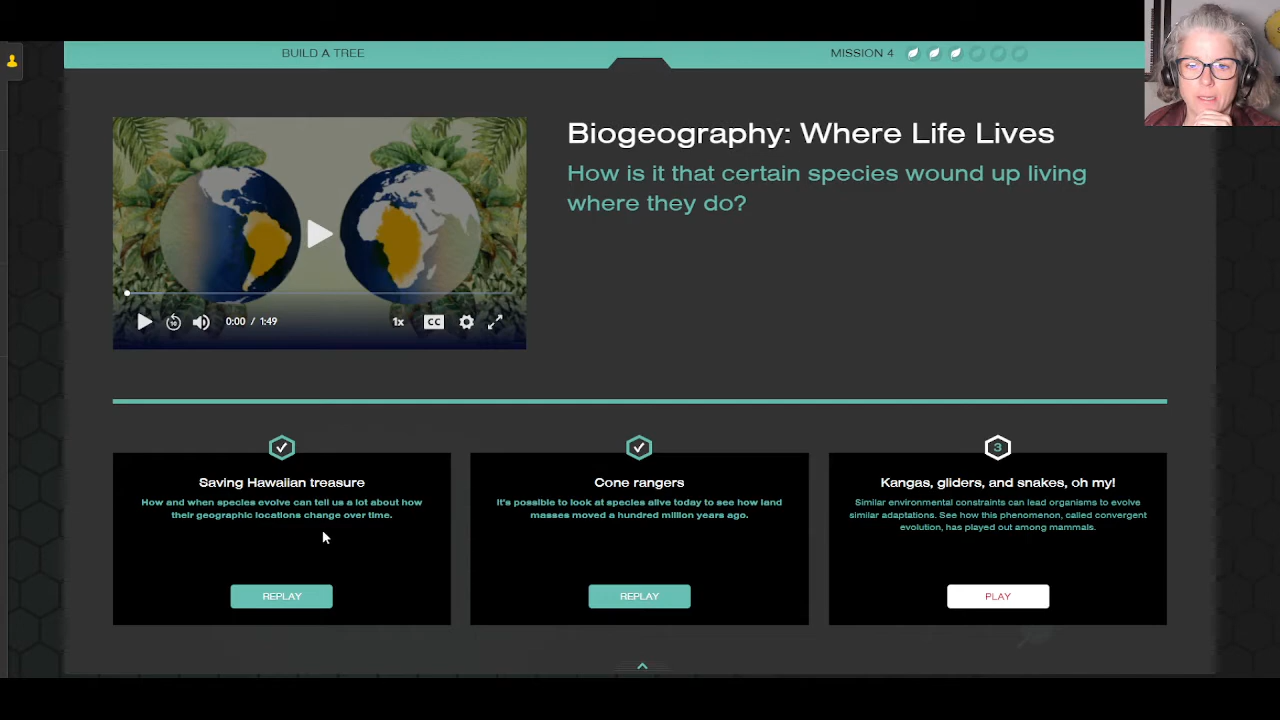 BUILD A TREE
MISSION 4
Biogeography: Where Life Lives
How is it that certain species wound up living
where they do?
10
0:00 / 1:49
1x
CC
Saving Hawaiian treasure
How and when species evolve can tell us a lot about how
their geographic locations change over time.
REPLAY
Cone rangers
It's possible to look at species alive today to see how land
masses moved a hundred million years ago.
REPLAY
3
Kangas, gliders, and snakes, oh my!
Similar environmental constraints can lead organisms to evolve
similar adaptations. See how this phenomenon, called convergent
evolution, has played out among mammals.
PLAY